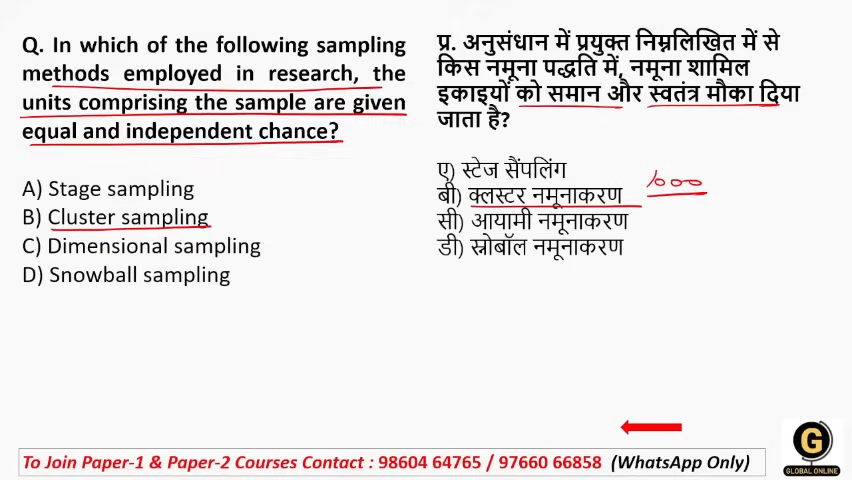 Q. In which of the following sampling
methods employed in research, the
units comprising the sample are given
equal and independent chance?
A) Stage sampling
B) Cluster sampling
C) Dimensional sampling
D) Snowball sampling
प्र. अनुसंधान में प्रयुक्त निम्नलिखित में से
किस नमूना पद्धति में, नमूना शामिल
इकाइयों को समान और स्वतंत्र मौका दिया
जाता है?
ए) स्टेज सैंपलिंग
बी) क्लस्टर नमूनाकरण
1000
सी) आयामी नमूनाकरण
डी) स्नोबॉल नमूनाकरण
To Join Paper-1 & Paper-2 Courses Contact : 98604 64765 / 97660 66858 (WhatsApp Only)
G
GLOBAL ONLINE